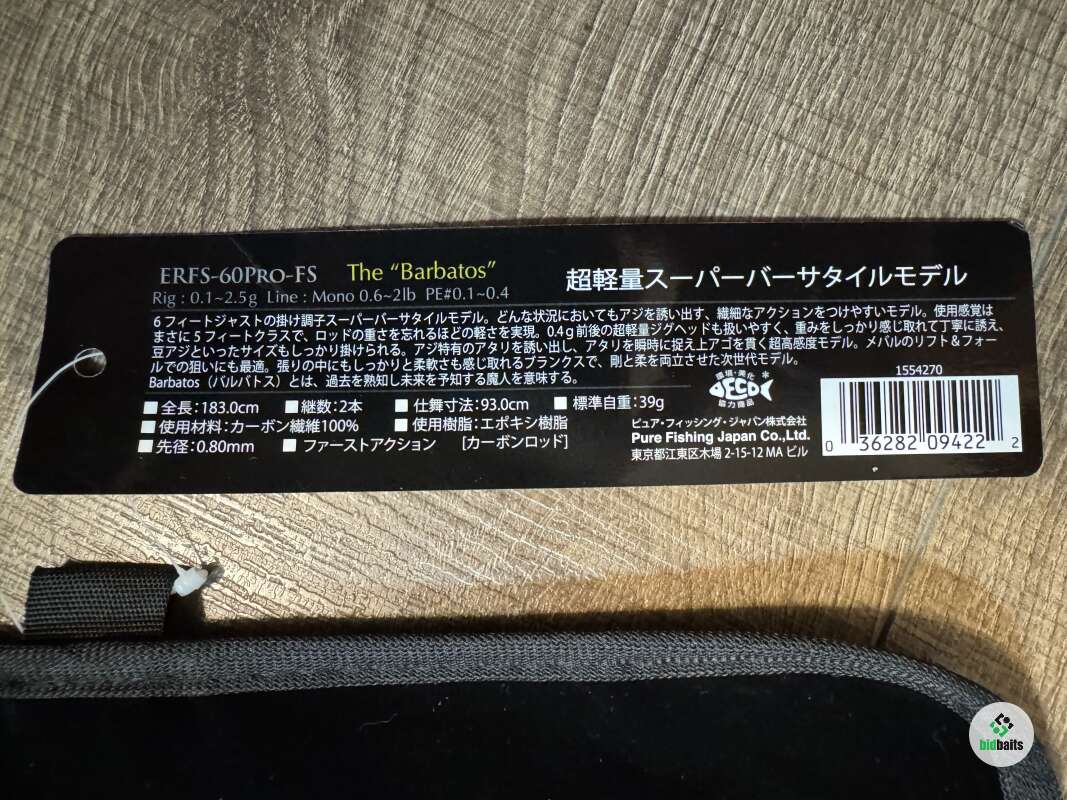 ERFS-60PRO-FS The “Barbatos” 超軽量スーパーバーサタイルモデル
Rig : 0.1~2.5g Line : Mono 0.6~2lb PE#0.1~0.4
6フィートジャストの掛け調子スーパーバーサタイルモデル。どんな状況においてもアジを誘い出す、繊細なアクションをつけやすいモデル。使用感覚は
まさに5フィートクラスで、ロッドの重さを忘れるほどの軽さを実現。0.4g前後の超軽量ジグヘッドも扱いやすく、重みをしっかり感じ取れて丁寧に誘え、
豆アジといったサイズもしっかり掛けられる。アジ特有のアタリを誘い出し、アタリを瞬時に捉え上アゴを貫く超高感度モデル。メバルのリフト＆フォー
ルでの狙いにも最適。張りの中にもしっかりと柔軟さも感じ取れるブランクスで、剛と柔を両立させた次世代モデル。
Barbatos（バルバトス）とは、過去を熟知し未来を予知する魔人を意味する。
■全長：183.0cm ■継数：2本 ■仕舞寸法：93.0cm ■標準自重：39g
■使用材料：カーボン繊維100% ■使用樹脂：エポキシ樹脂
■先径：0.80mm ■ファーストアクション [カーボンロッド]
環境・美化
ECO
協力商品
ピュア・フィッシング・ジャパン株式会社
Pure Fishing Japan Co.,Ltd.
東京都江東区木場 2-15-12 MA ビル
1554270
0 36282 09422 2
bidbaits